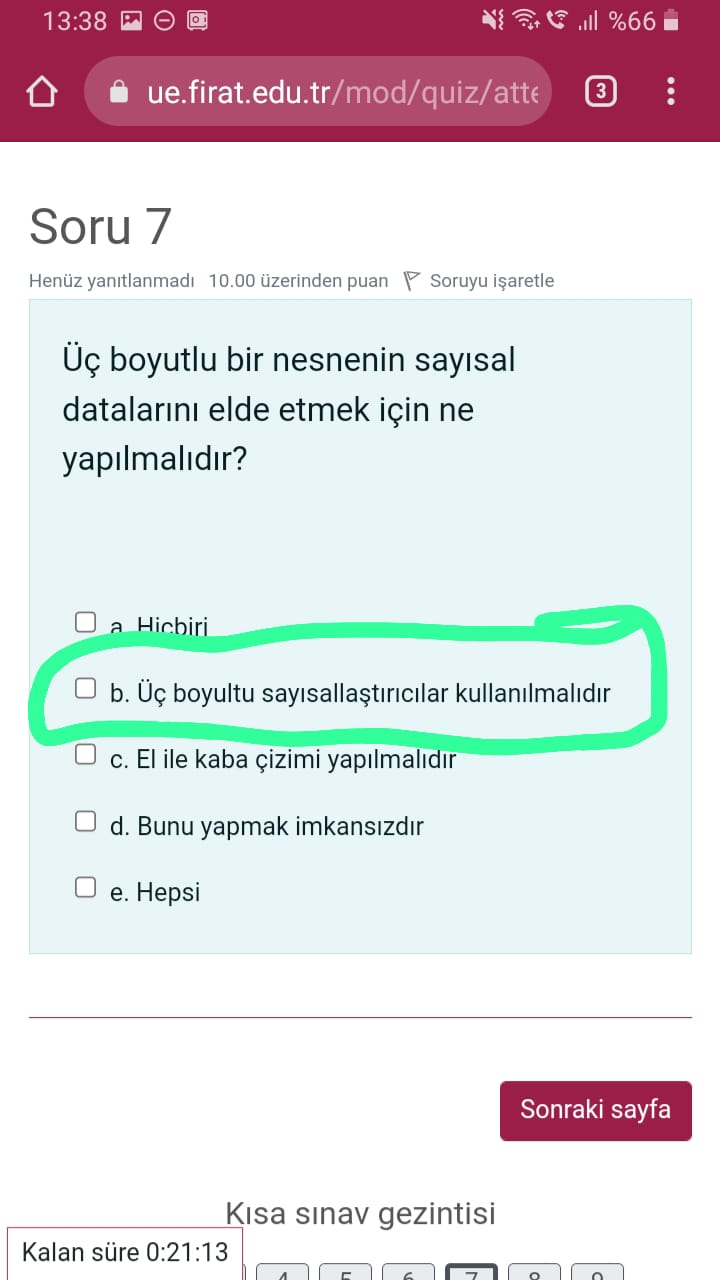 13:38
%66
ue.firat.edu.tr/mod/quiz/atte
3
Soru 7
Henüz yanıtlanmadı 10.00 üzerinden puan Soruyu işaretle
Üç boyutlu bir nesnenin sayısal
datalarını elde etmek için ne
yapılmalıdır?
a. Hiçbiri
b. Üç boyultu sayısallaştırıcılar kullanılmalıdır
c. El ile kaba çizimi yapılmalıdır
d. Bunu yapmak imkansızdır
e. Hepsi
Sonraki sayfa
Kısa sınav gezintisi
Kalan süre 0:21:13
4 5 6 7 8 9